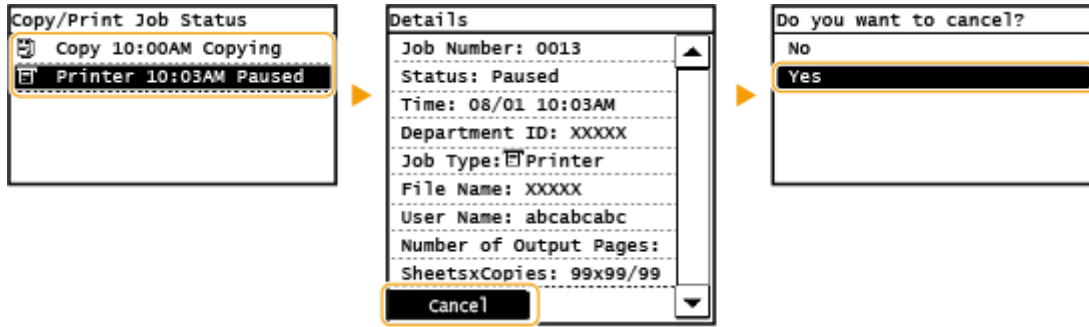 Copy/Print Job Status
Copy 10:00AM Copying
Printer 10:03AM Paused
Details
Job Number: 0013
Status: Paused
Time: 08/01 10:03AM
Department ID: XXXXX
Job Type: Printer
File Name: XXXXX
User Name: abcabcabc
Number of Output Pages:
SheetsxCopies: 99x99/99
Cancel
Do you want to cancel?
No
Yes